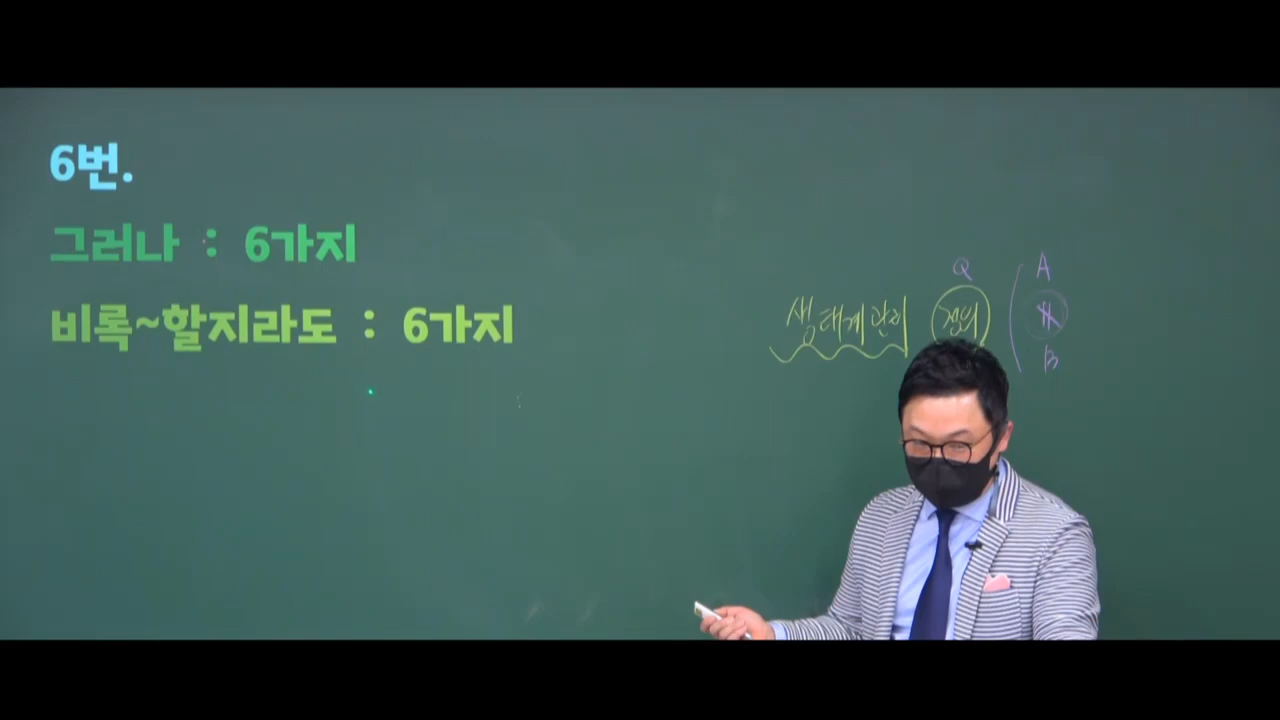 6번.
그러나 : 6가지
비록~할지라도 : 6가지
Q A
생태계관리 정의
B